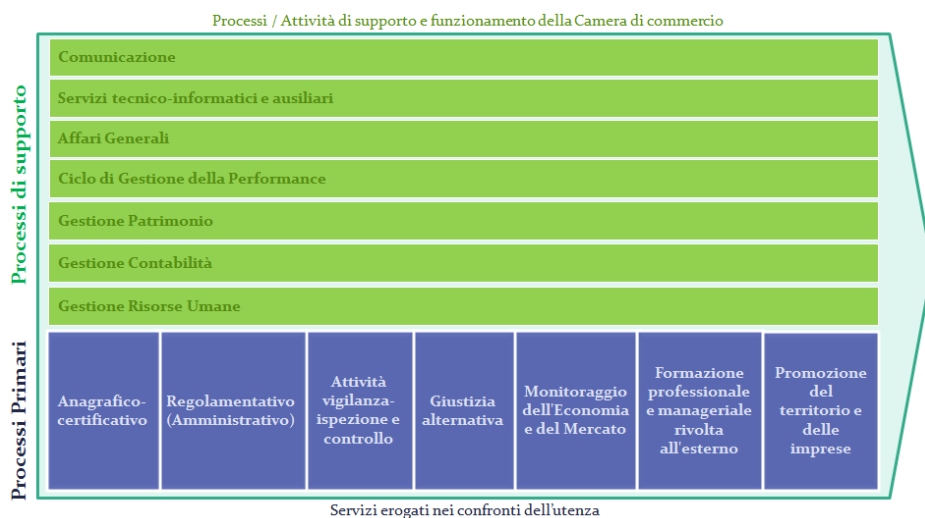 Processi / Attività di supporto e funzionamento della Camera di commercio
Processi di supporto
Comunicazione
Servizi tecnico-informatici e ausiliari
Affari Generali
Ciclo di Gestione della Performance
Gestione Patrimonio
Gestione Contabilità
Gestione Risorse Umane
Processi Primari
Anagrafico-
certificativo
Regolamentativo
(Amministrativo)
Attività
vigilanza-
ispezione e
controllo
Giustizia
alternativa
Monitoraggio
dell'Economia
e del Mercato
Formazione
professionale
e manageriale
rivolta
all'esterno
Promozione
del
territorio e
delle
imprese
Servizi erogati nei confronti dell'utenza